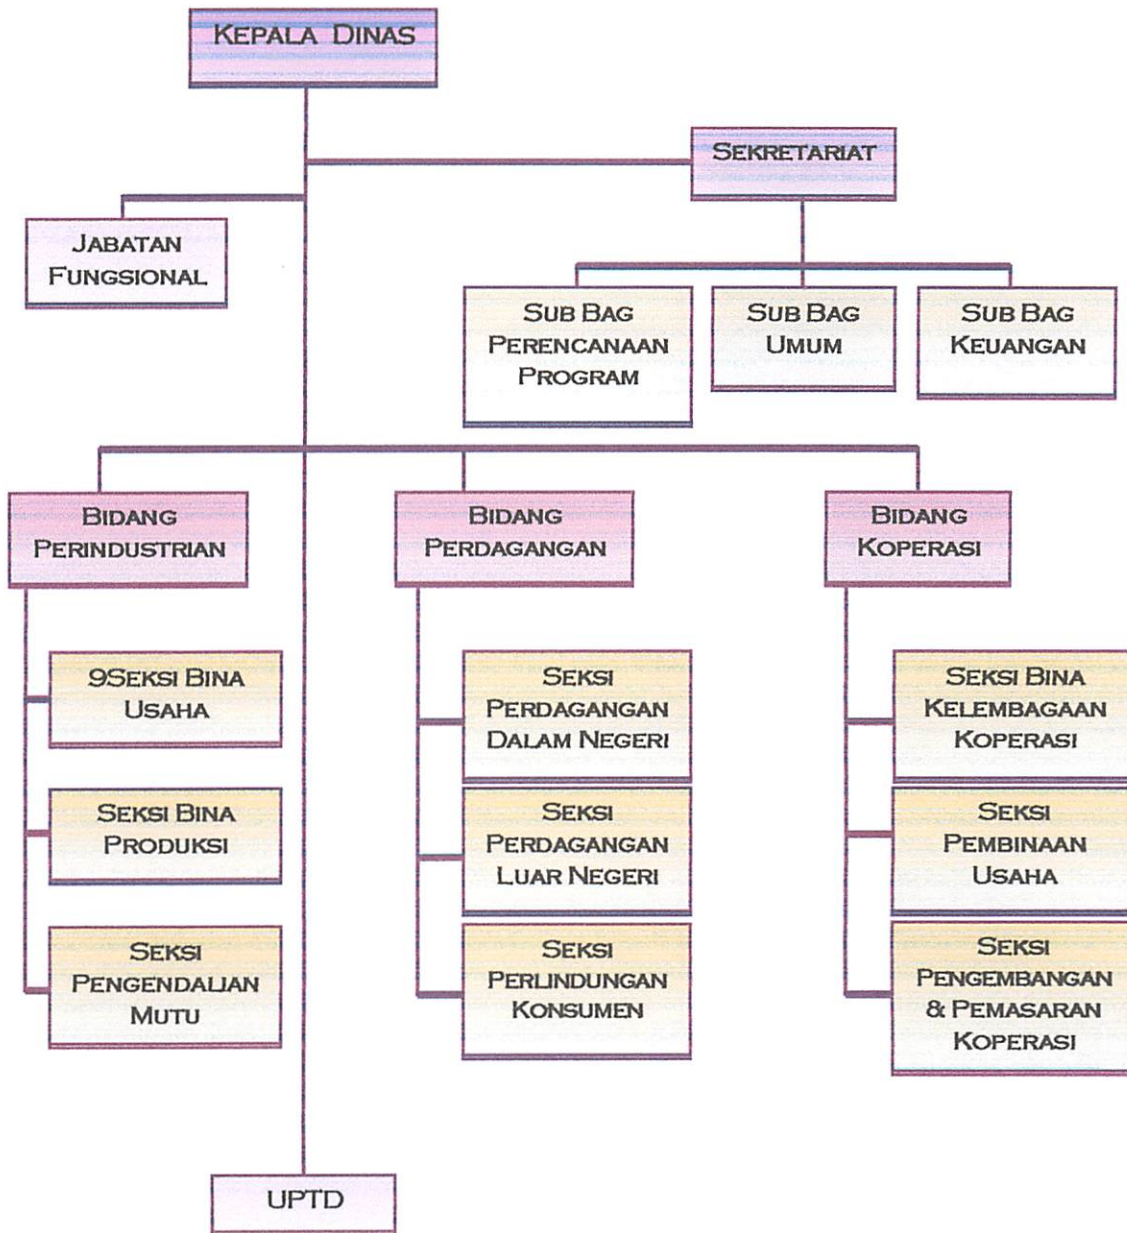 KEPALA DINAS
SEKRETARIAT
JABATAN
FUNGSIONAL
SUB BAG
PERENCANAAN
PROGRAM
SUB BAG
UMUM
SUB BAG
KEUANGAN
BIDANG
PERINDUSTRIAN
BIDANG
PERDAGANGAN
BIDANG
KOPERASI
9SEKSI BINA
USAHA
SEKSI BINA
PRODUKSI
SEKSI
PENGENDALIAN
MUTU
SEKSI
PERDAGANGAN
DALAM NEGERI
SEKSI
PERDAGANGAN
LUAR NEGERI
SEKSI
PERLINDUNGAN
KONSUMEN
SEKSI BINA
KELEMBAGAAN
KOPERASI
SEKSI
PEMBINAAN
USAHA
SEKSI
PENGEMBANGAN
& PEMASARAN
KOPERASI
UPTD